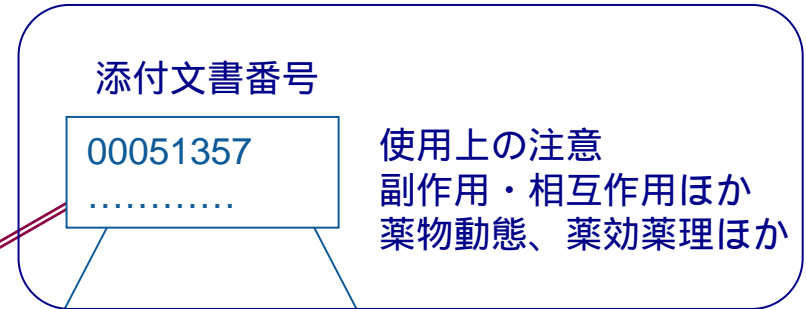 添付文書番号
00051357
…………
使用上の注意
副作用・相互作用ほか
薬物動態、薬効薬理ほか